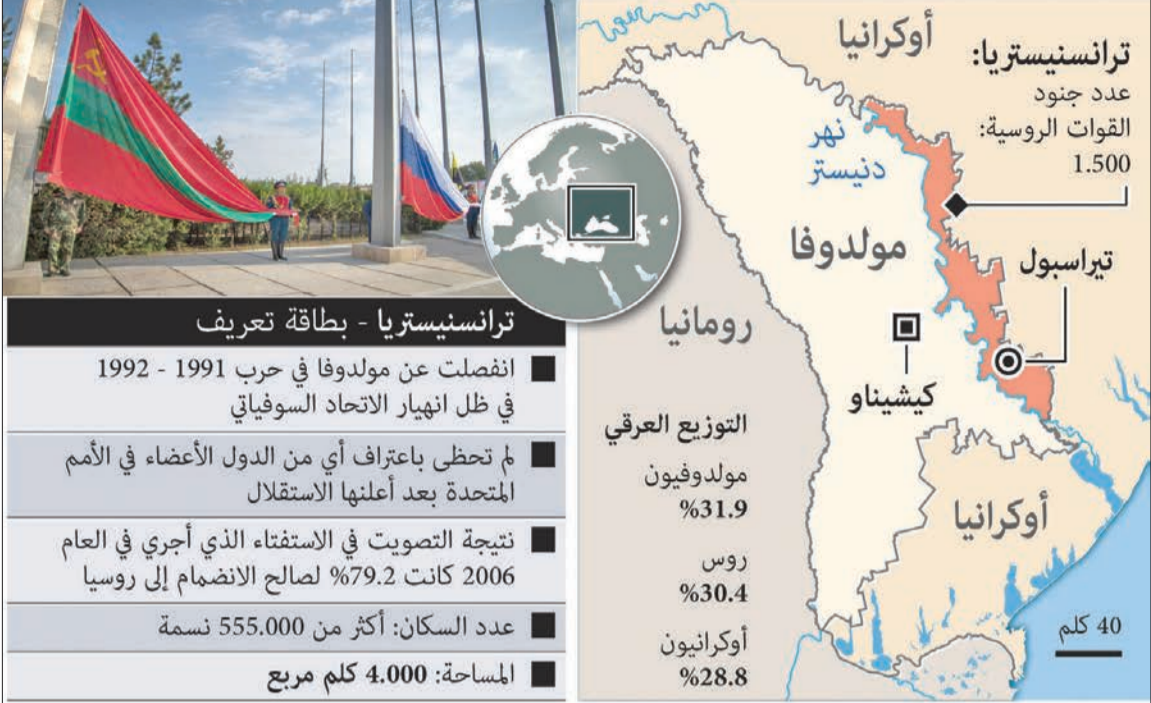 أوكرانيا
ترانسنيستريا:
عدد جنود
القوات الروسية:
1.500
نهر
دنيستر
مولدوفا
تيراسبول
رومانيا
كيشيناو
التوزيع العرقي
مولدوفيون
%31.9
روس
%30.4
أوكرانيون
%28.8
أوكرانيا
40 كلم
ترانسنيستريا - بطاقة تعريف
انفصلت عن مولدوفا في حرب 1991 - 1992
في ظل انهيار الاتحاد السوفياتي
لم تحظى باعتراف أي من الدول الأعضاء في الأمم
المتحدة بعد أعلنها الاستقلال
نتيجة التصويت في الاستفتاء الذي أجري في العام
2006 كانت 79.2% لصالح الانضمام إلى روسيا
عدد السكان: أكثر من 555.000 نسمة
المساحة: 4.000 كلم مربع